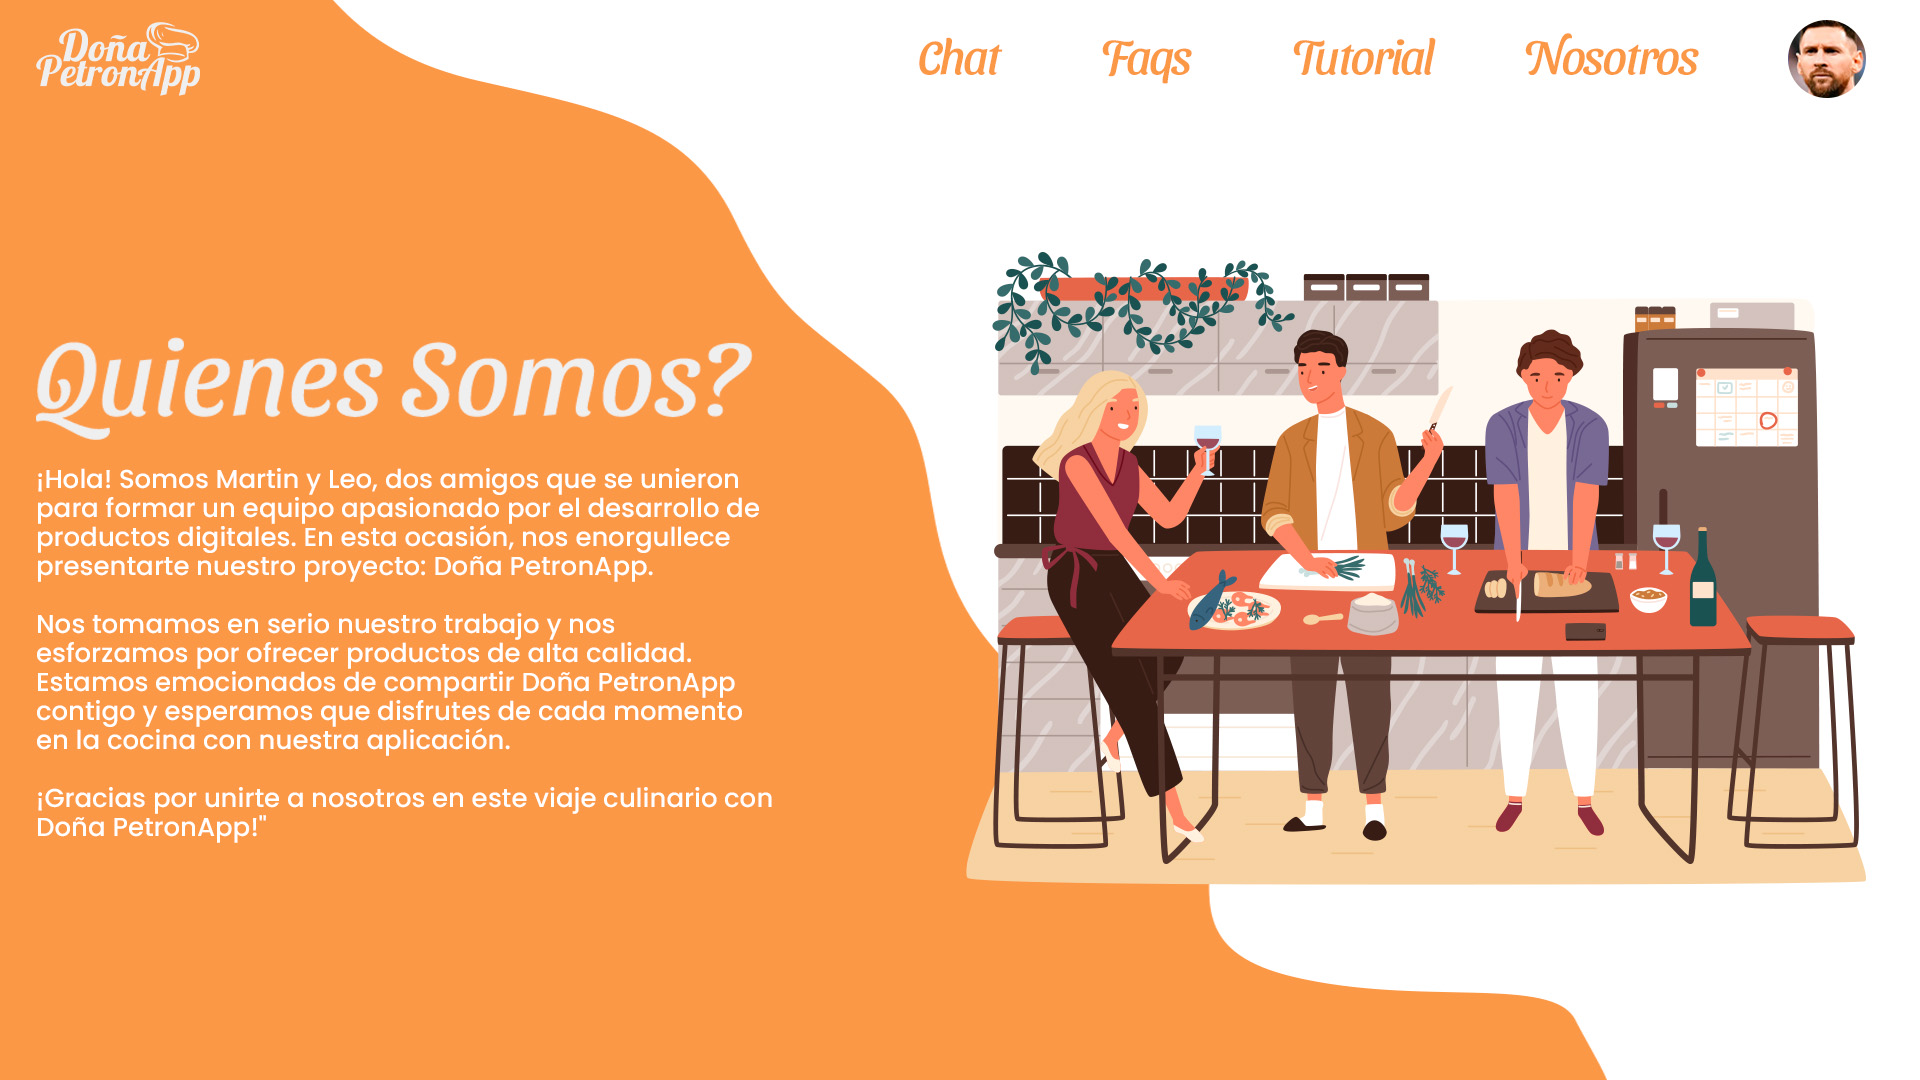 Doña
PetronApp
Chat
Faqs
Tutorial
Nosotros
Quienes Somos?
¡Hola! Somos Martin y Leo, dos amigos que se unieron
para formar un equipo apasionado por el desarrollo de
productos digitales. En esta ocasión, nos enorgullece
presentarte nuestro proyecto: Doña PetronApp.
Nos tomamos en serio nuestro trabajo y nos
esforzamos por ofrecer productos de alta calidad.
Estamos emocionados de compartir Doña PetronApp
contigo y esperamos que disfrutes de cada momento
en la cocina con nuestra aplicación.
¡Gracias por unirte a nosotros en este viaje culinario con
Doña PetronApp!"